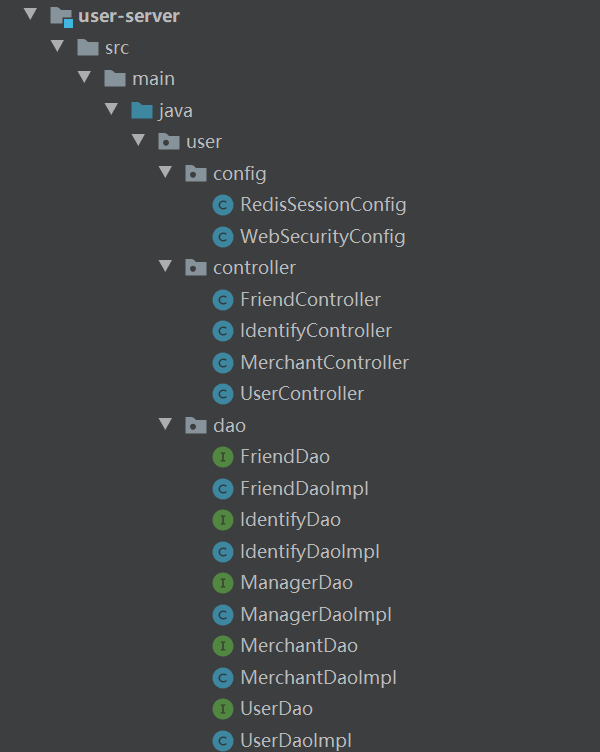 user-server
src
main
java
user
config
C RedisSessionConfig
C WebSecurityConfig
controller
C FriendController
C IdentifyController
C MerchantController
C UserController
dao
I FriendDao
C FriendDaoImpl
I IdentifyDao
C IdentifyDaoImpl
I ManagerDao
C ManagerDaoImpl
I MerchantDao
C MerchantDaoImpl
I UserDao
C UserDaoImpl